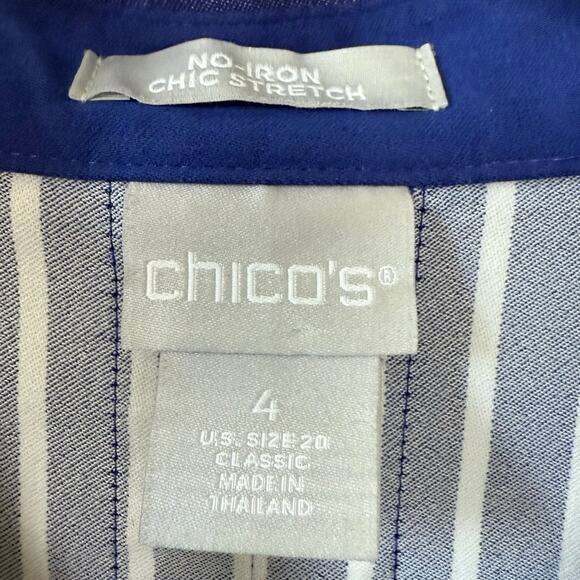 NO-IRON
CHIC STRETCH
chico's®
4
U.S. SIZE 20
CLASSIC
MADE IN
THAILAND